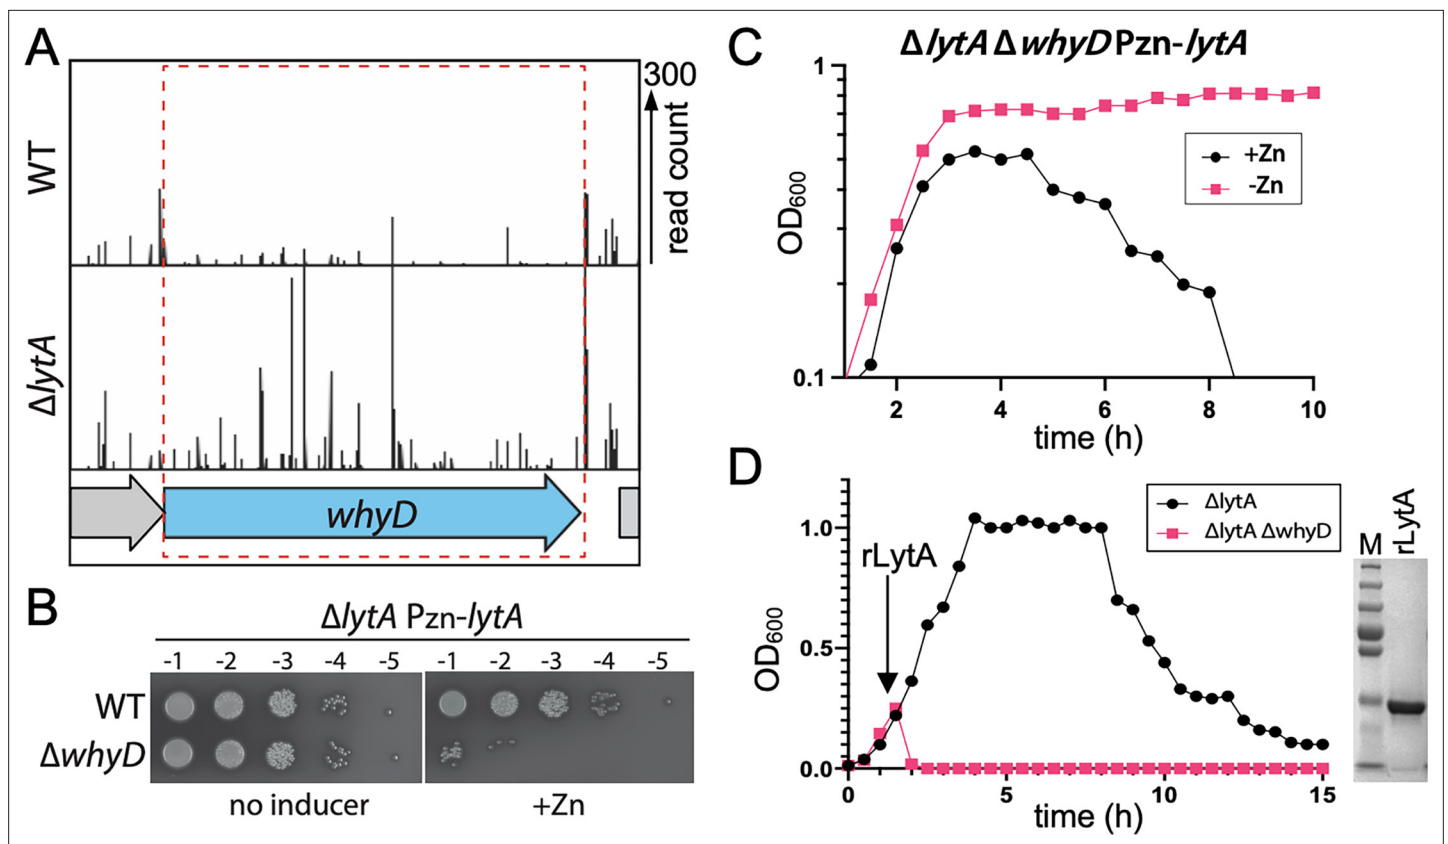 A
WT
ΔlytA
300
read count
whyD
B
ΔlytA Pzn-lytA
-1 -2 -3 -4 -5 -1 -2 -3 -4 -5
WT
ΔwhyD
no inducer +Zn
C
ΔlytA ΔwhyD Pzn-lytA
1
0.1
OD600
+Zn
-Zn
2 4 6 8 10
time (h)
D
ΔlytA
ΔlytA ΔwhyD
rLytA
1.0
0.5
0.0
OD600
0 5 10 15
time (h)
M rLytA